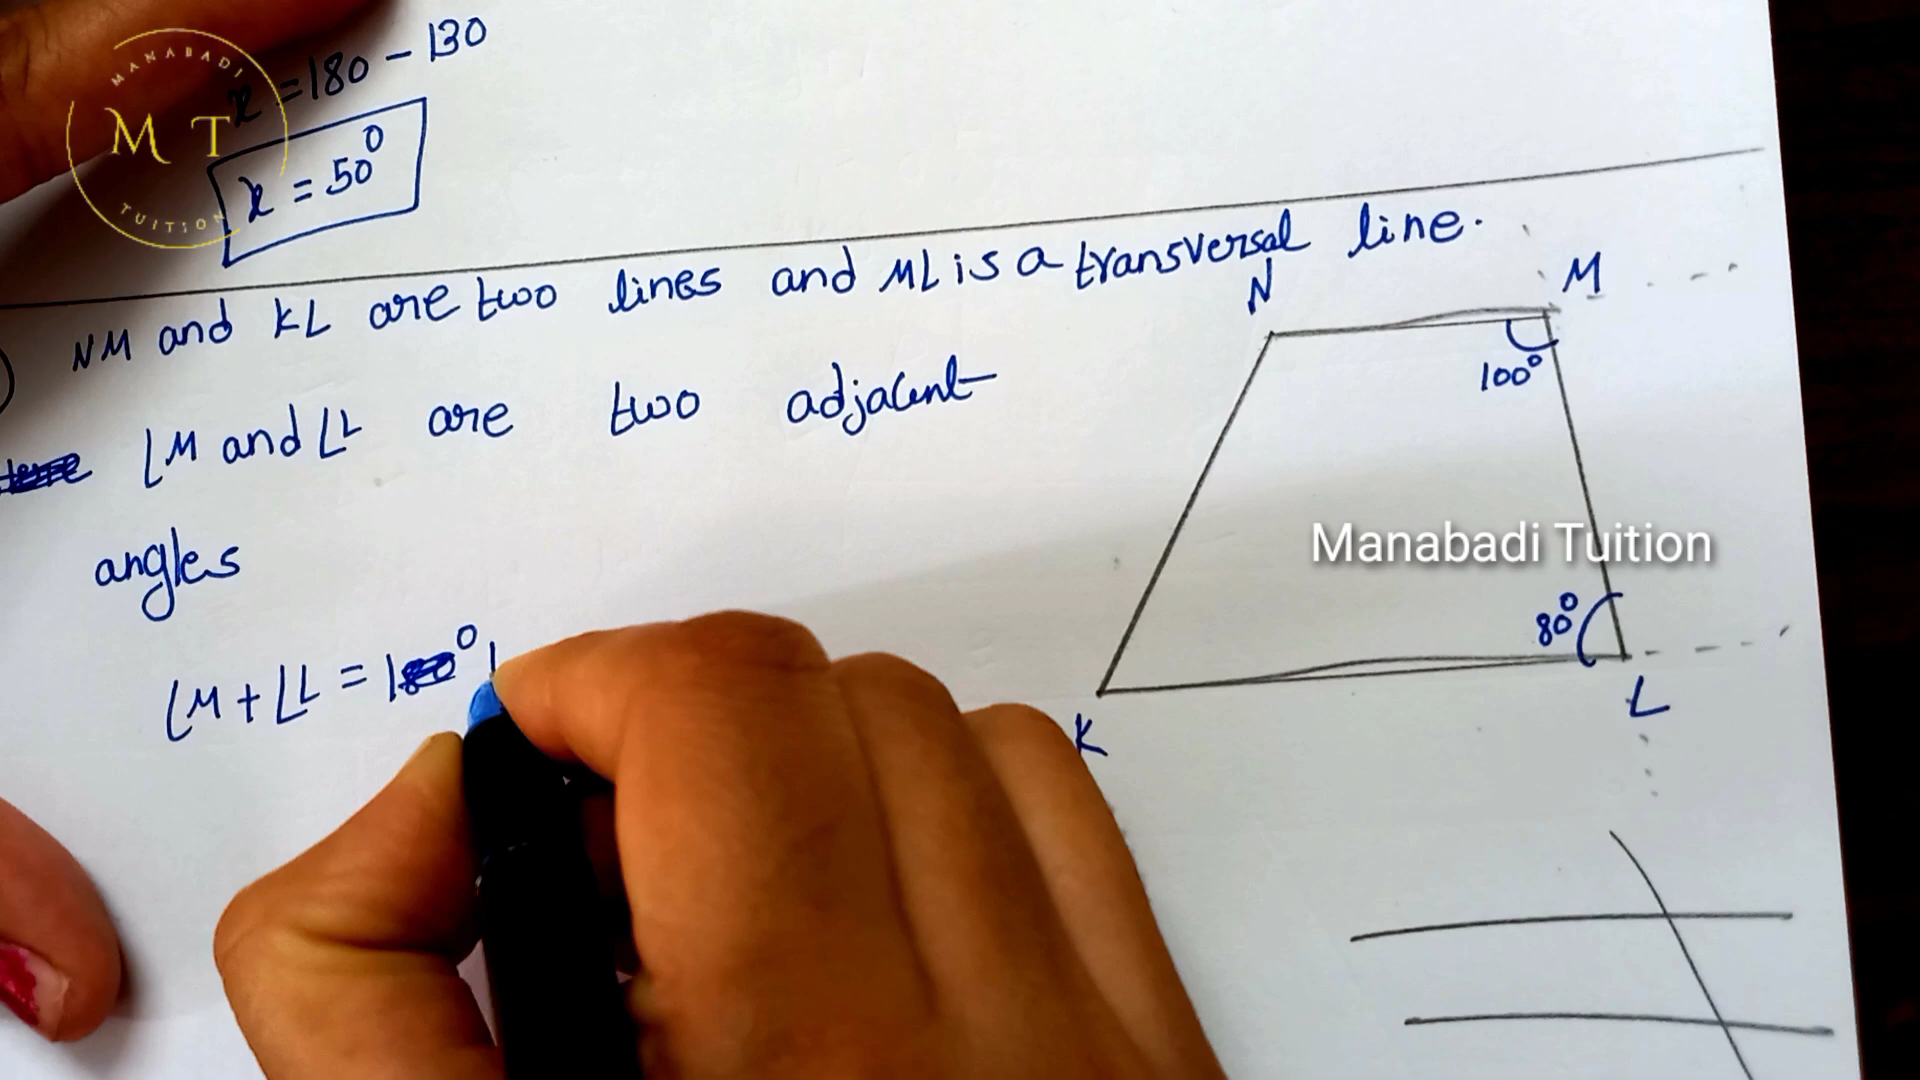 x = 180 - 130
x = 50°
MANABADI
M T
TUITION
NM and KL are two lines and ML is a transversal line.
∠M and ∠L are two adjacent
angles
∠M + ∠L =
N
M
100°
Manabadi Tuition
80°
K
L